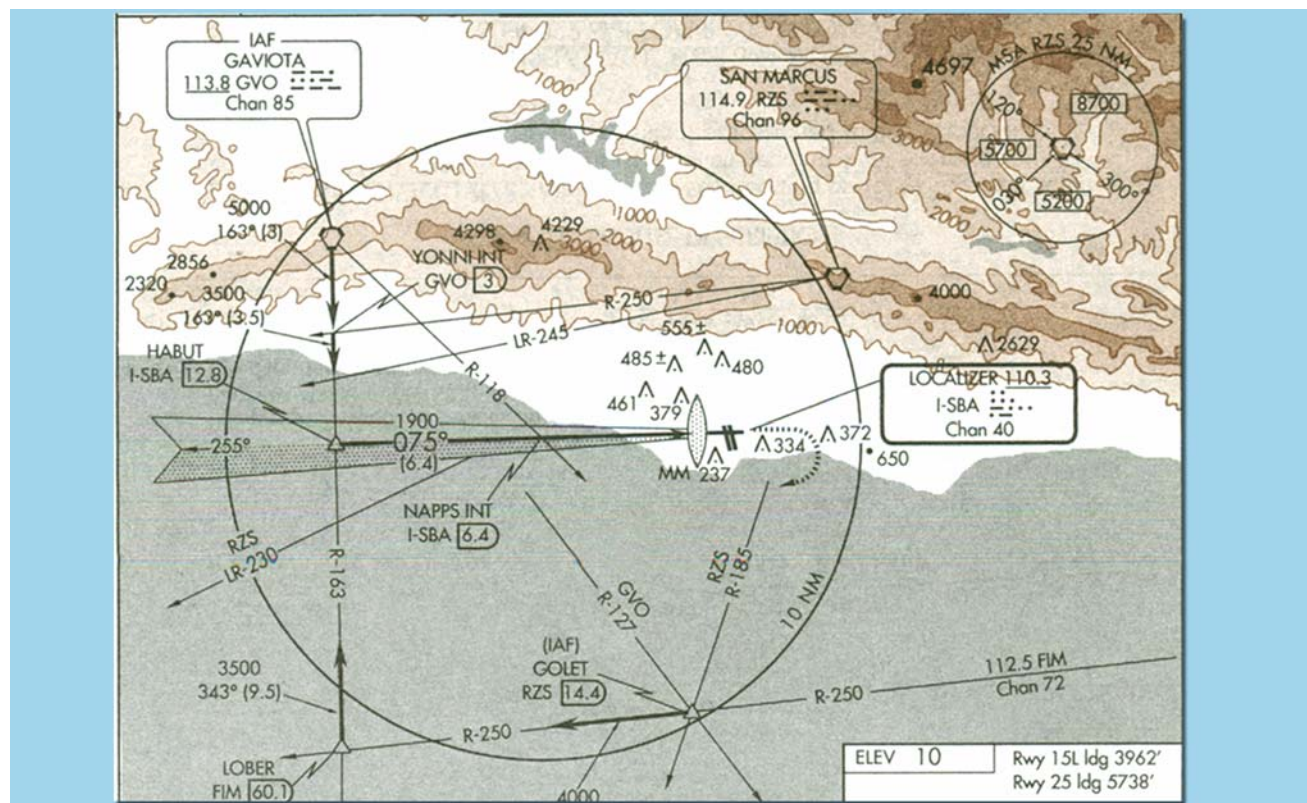 IAF
GAVIOTA
113.8 GVO
Chan 85
SAN MARCUS
114.9 RZS
Chan 96
4697
MSA RZS 25 NM
120°
8700
5700
030°
5200
300°
1000
3000
2000
1000
2000
3000
5000
163° (3)
4298
4229
YONNI INT
GVO 3
2856
2320
3500
163° (3.5)
R-250
LR-245
4000
1000
2629
HABUT
I-SBA 12.8
R-118
555±
485±
480
461
379
LOCALIZER 110.3
I-SBA
Chan 40
1900
075°
(6.4)
255°
MM 237
334
372
650
NAPPS INT
I-SBA 6.4
RZS
LR-230
R-163
RZS
R-185
GVO
R-127
10 NM
(IAF)
GOLET
RZS 14.4
3500
343° (9.5)
R-250
R-250
112.5 FIM
Chan 72
LOBER
FIM 60.1
4000
ELEV 10
Rwy 15L ldg 3962'
Rwy 25 ldg 5738'